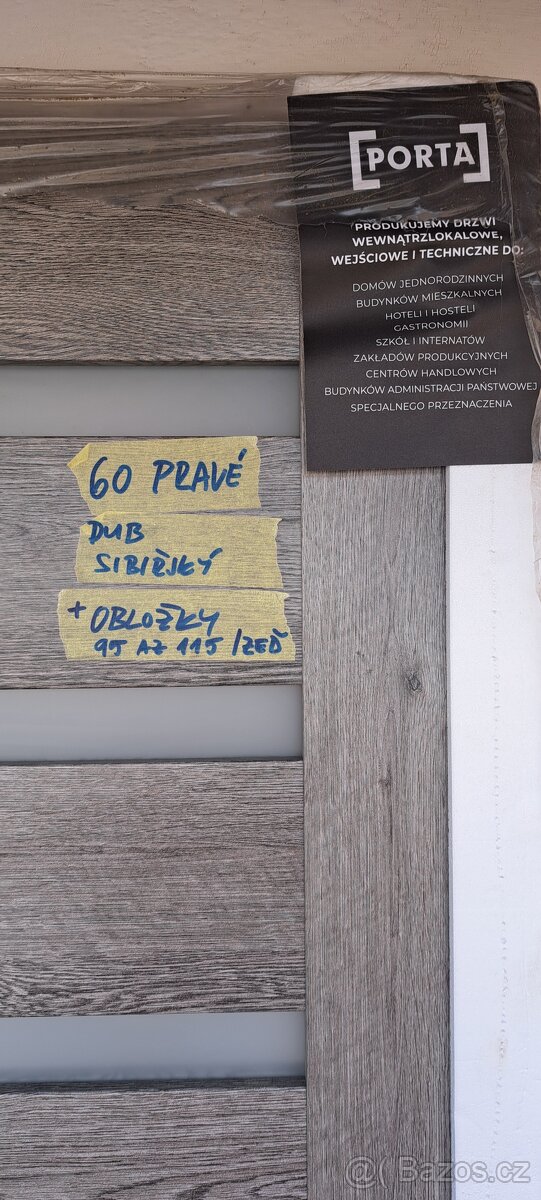 [PORTA]
PRODUKUJEMY DRZWI
WEWNĄTRZLOKALOWE,
WEJŚCIOWE I TECHNICZNE DO:
DOMÓW JEDNORODZINNYCH
BUDYNKÓW MIESZKALNYCH
HOTELI I HOSTELI
GASTRONOMII
SZKÓŁ I INTERNATÓW
ZAKŁADÓW PRODUKCYJNYCH
CENTRÓW HANDLOWYCH
BUDYNKÓW ADMINISTRACJI PAŃSTWOWEJ
SPECJALNEGO PRZEZNACZENIA
60 PRAVÉ
DUB
SIBIŘSKÝ
+ OBLOŽKY
95 AZ 115 /ZEĎ
Bazos.cz